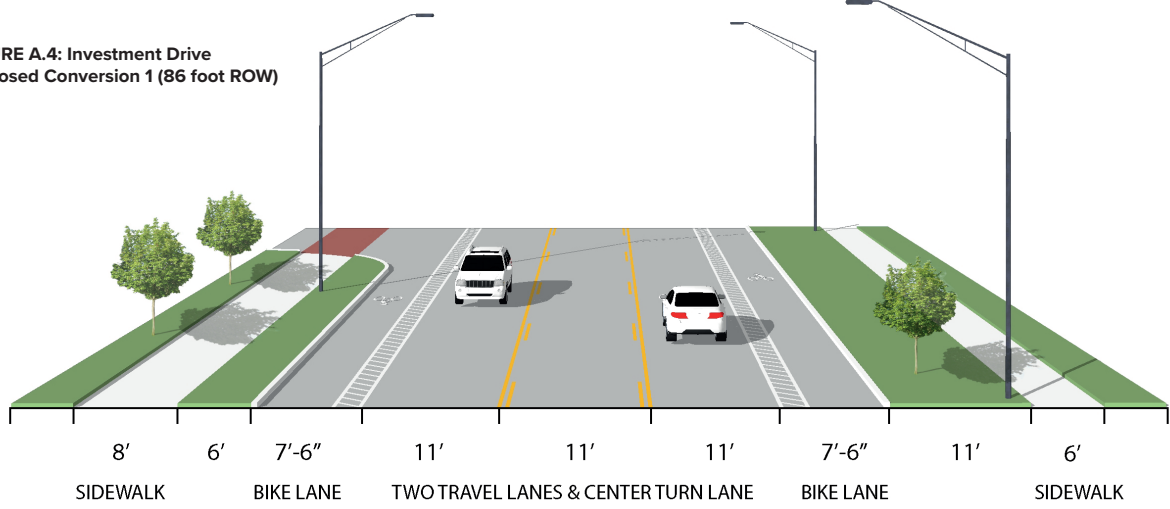 RE A.4: Investment Drive
osed Conversion 1 (86 foot ROW)
8’ 6’ 7’-6” 11’ 11’ 11’ 7’-6” 11’ 6’
SIDEWALK BIKE LANE TWO TRAVEL LANES & CENTER TURN LANE BIKE LANE SIDEWALK